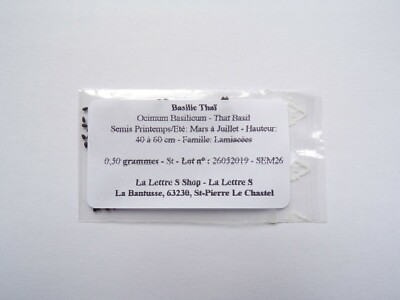 Basilic Thaï
Ocimum Basilicum - Thaï Basil
Semis Printemps/Eté: Mars à Juillet - Hauteur:
40 à 60 cm - Famille: Lamiacées
0,50 grammes - St - Lot n° : 26052019 - SEM26
La Lettre S Shop - La Lettre S
La Bantusse, 63230, St-Pierre Le Chastel